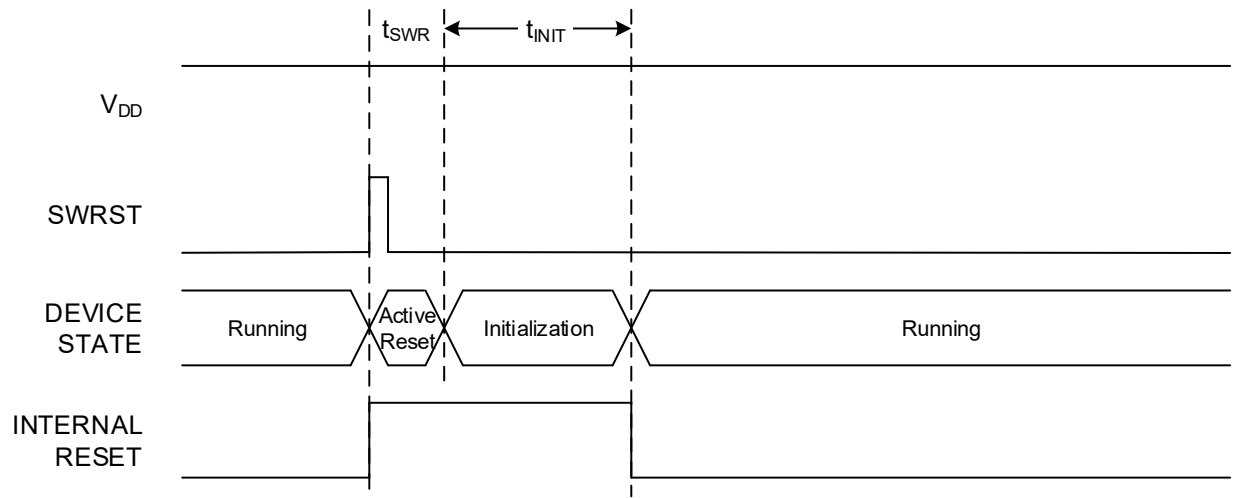 tSWR tINIT
VDD
SWRST
DEVICE
STATE
Running
Active
Reset
Initialization
Running
INTERNAL
RESET